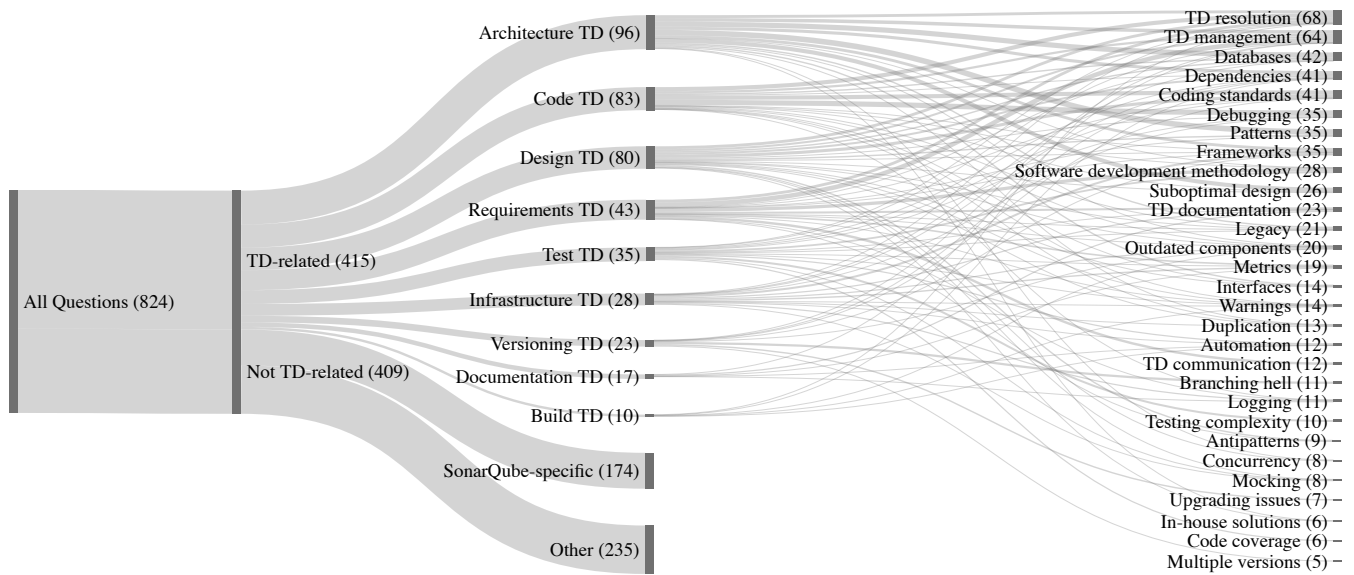 All Questions (824)
TD-related (415)
Not TD-related (409)
Architecture TD (96)
Code TD (83)
Design TD (80)
Requirements TD (43)
Test TD (35)
Infrastructure TD (28)
Versioning TD (23)
Documentation TD (17)
Build TD (10)
SonarQube-specific (174)
Other (235)
TD resolution (68)
TD management (64)
Databases (42)
Dependencies (41)
Coding standards (41)
Debugging (35)
Patterns (35)
Frameworks (35)
Software development methodology (28)
Suboptimal design (26)
TD documentation (23)
Legacy (21)
Outdated components (20)
Metrics (19)
Interfaces (14)
Warnings (14)
Duplication (13)
Automation (12)
TD communication (12)
Branching hell (11)
Logging (11)
Testing complexity (10)
Antipatterns (9)
Concurrency (8)
Mocking (8)
Upgrading issues (7)
In-house solutions (6)
Code coverage (6)
Multiple versions (5)